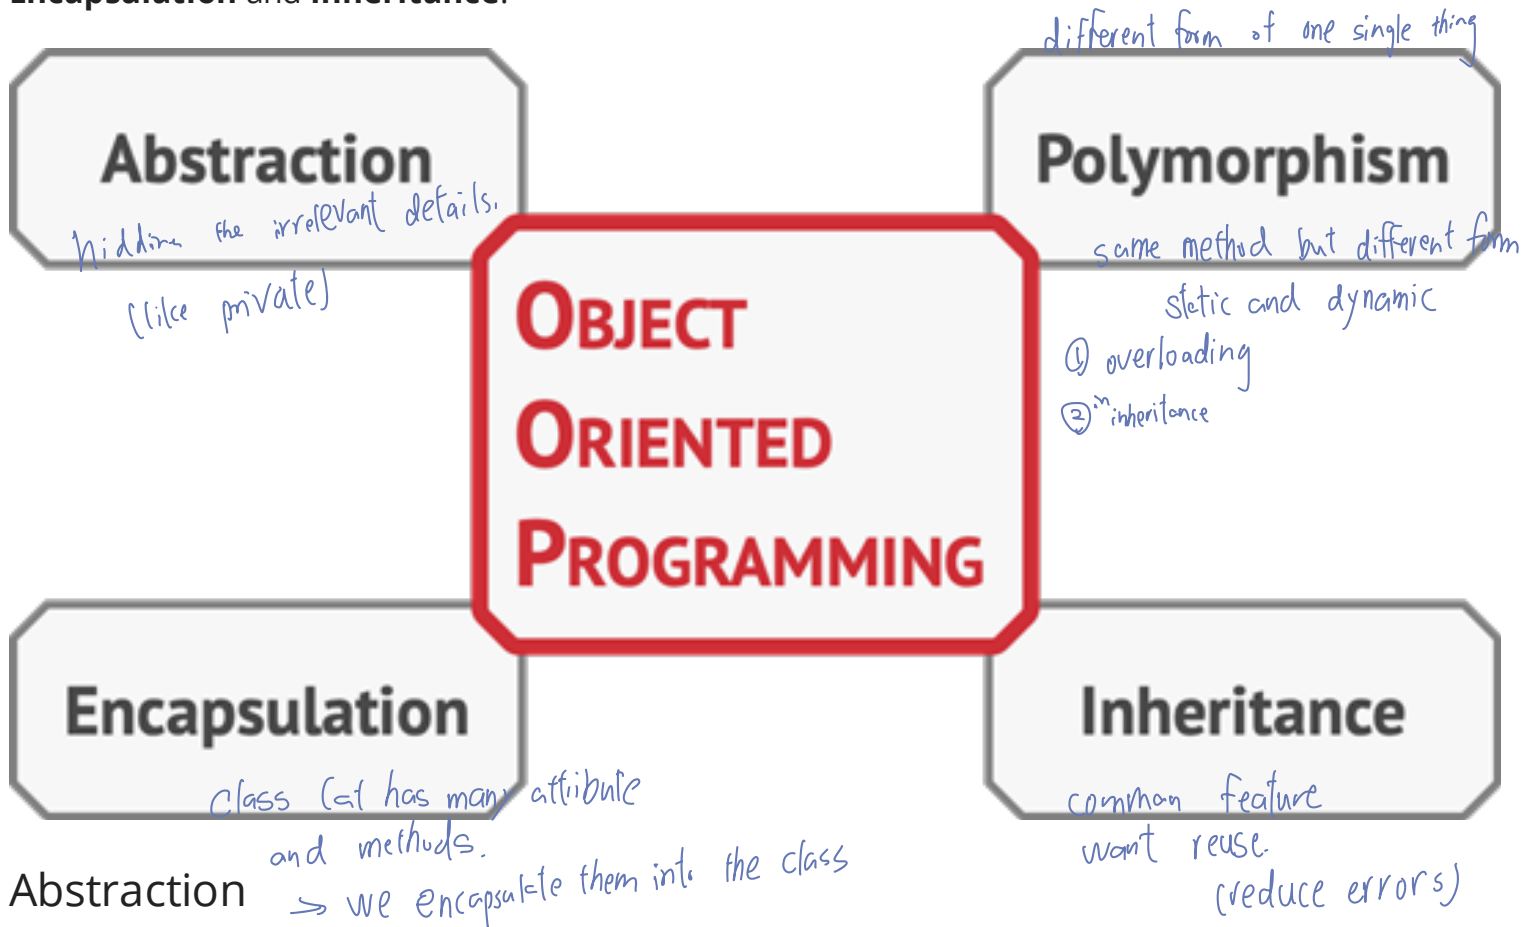 Encapsulation and Inheritance.
different form of one single thing
Abstraction
hidding the irrelevant details.
(like private)
Polymorphism
same method but different form
static and dynamic
① overloading
② in inheritance
OBJECT
ORIENTED
PROGRAMMING
Encapsulation
class Cat has many attibute
and methods.
→ we encapsulate them into the class
Inheritance
common feature
want reuse.
(reduce errors)
Abstraction